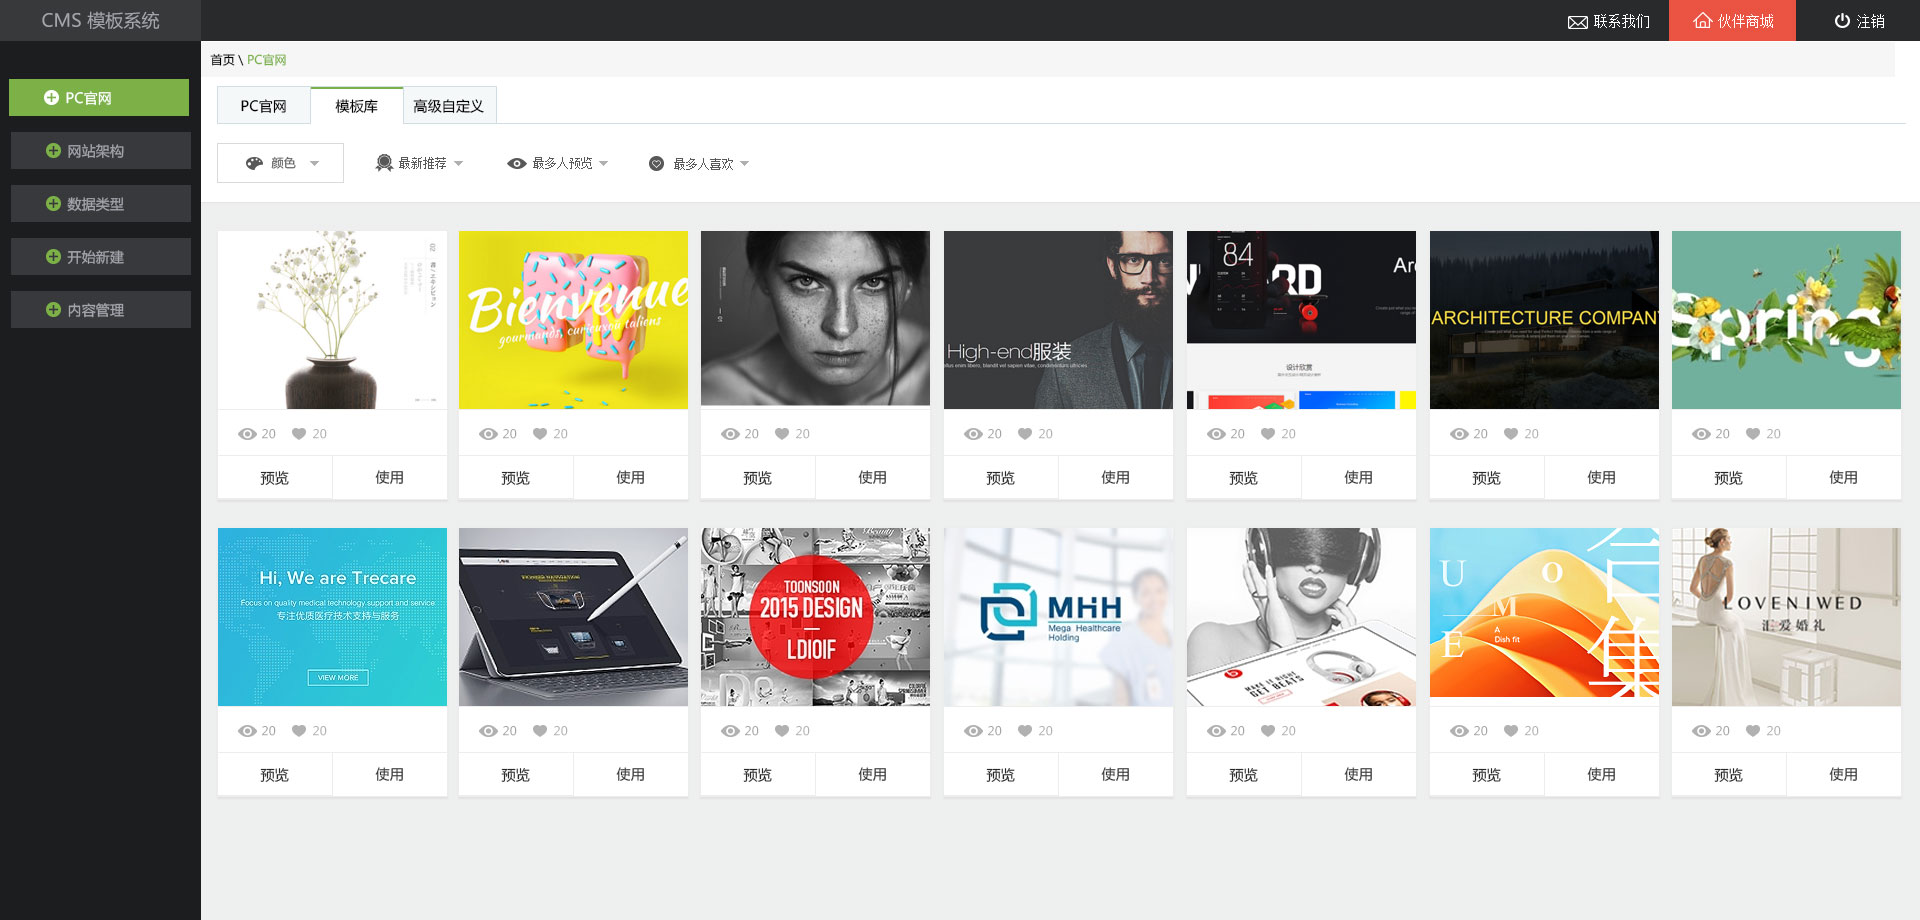 CMS 模板系统
联系我们
伙伴商城
注销
首页 \ PC官网
PC官网
网站架构
数据类型
开始新建
内容管理
PC官网
模板库
高级自定义
颜色
最新推荐
最多人预览
最多人喜欢
Bienvenue
gourmands, curieux on taliens
High-end服装
84
设计欣赏
ARCHITECTURE COMPANY
Spring
20 20
20 20
20 20
20 20
20 20
20 20
20 20
预览 使用
预览 使用
预览 使用
预览 使用
预览 使用
预览 使用
预览 使用
Hi, We are Trecare
Focus on quality medical technology support and service
专注优质医疗技术支持与服务
VIEW MORE
TOONSOON
2015 DESIGN
LDIOIF
MHH
Mega Healthcare
Holding
MAKE IT RIGHT
GET BEATS
U O
M
E
A
Dish fit
合集
LOVENIWED
汇爱婚礼
20 20
20 20
20 20
20 20
20 20
20 20
20 20
预览 使用
预览 使用
预览 使用
预览 使用
预览 使用
预览 使用
预览 使用